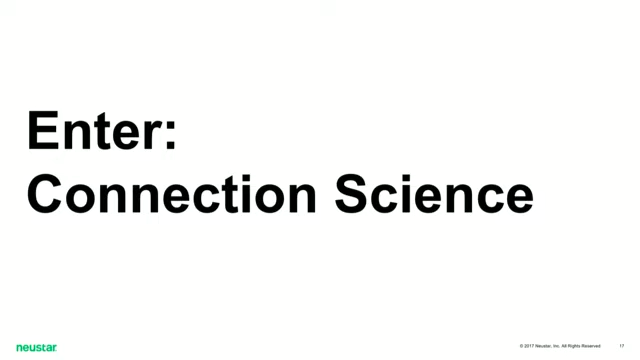 Enter:
Connection Science
neustar
© 2017 Neustar, Inc. All Rights Reserved
17